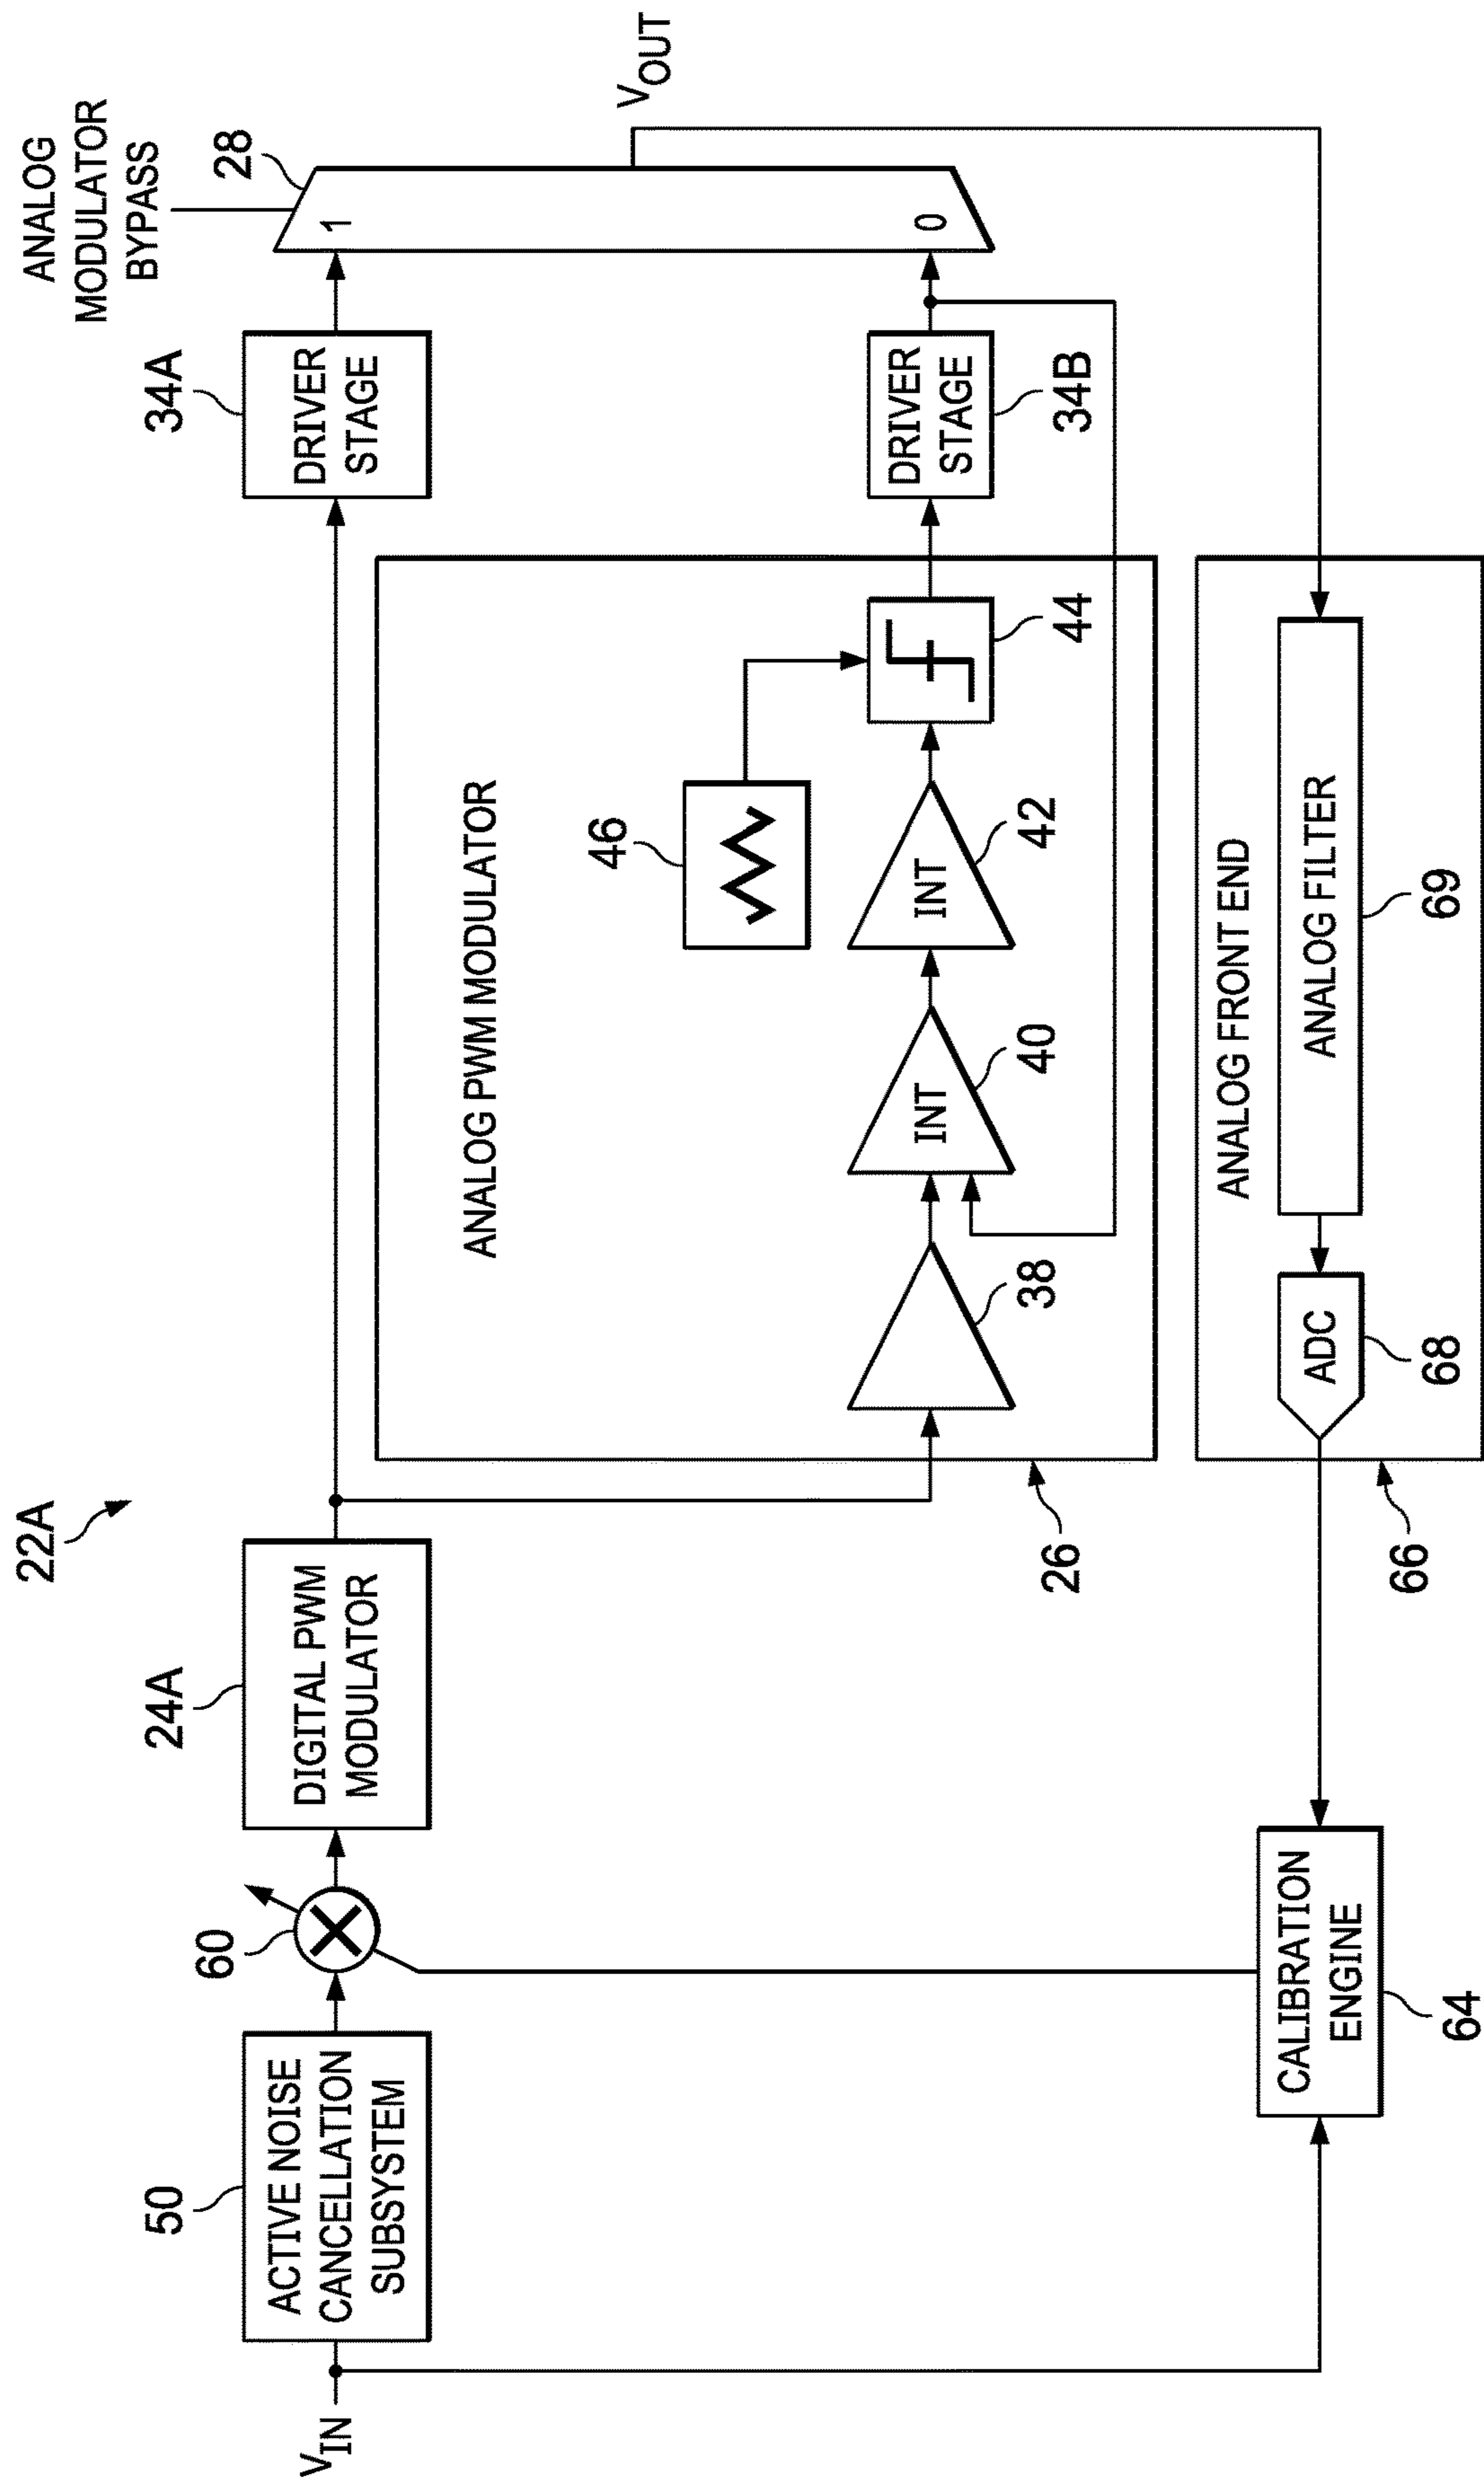 22A
ANALOG
MODULATOR
BYPASS
50
60
24A
34A
28
V_IN
ACTIVE NOISE
CANCELLATION
SUBSYSTEM
DIGITAL PWM
MODULATOR
DRIVER
STAGE
1
0
V_OUT
ANALOG PWM MODULATOR
46
38
INT
40
INT
42
44
DRIVER
STAGE
34B
26
CALIBRATION
ENGINE
64
ANALOG FRONT END
ADC
68
ANALOG FILTER
69
66